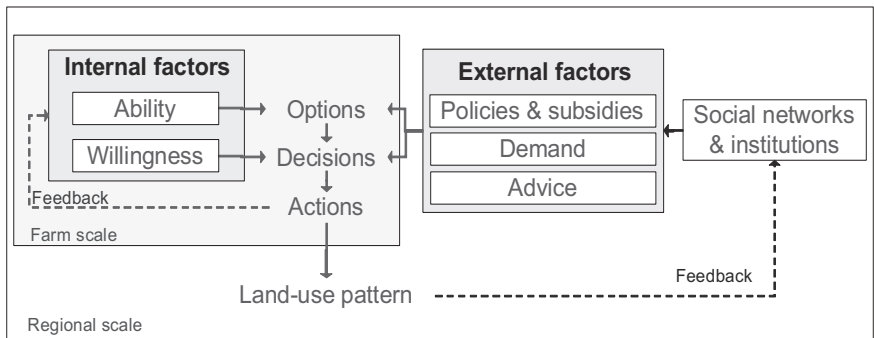 Internal factors
Ability
Willingness
Options
Decisions
Actions
Feedback
Farm scale
External factors
Policies & subsidies
Demand
Advice
Social networks
& institutions
Land-use pattern
Feedback
Regional scale